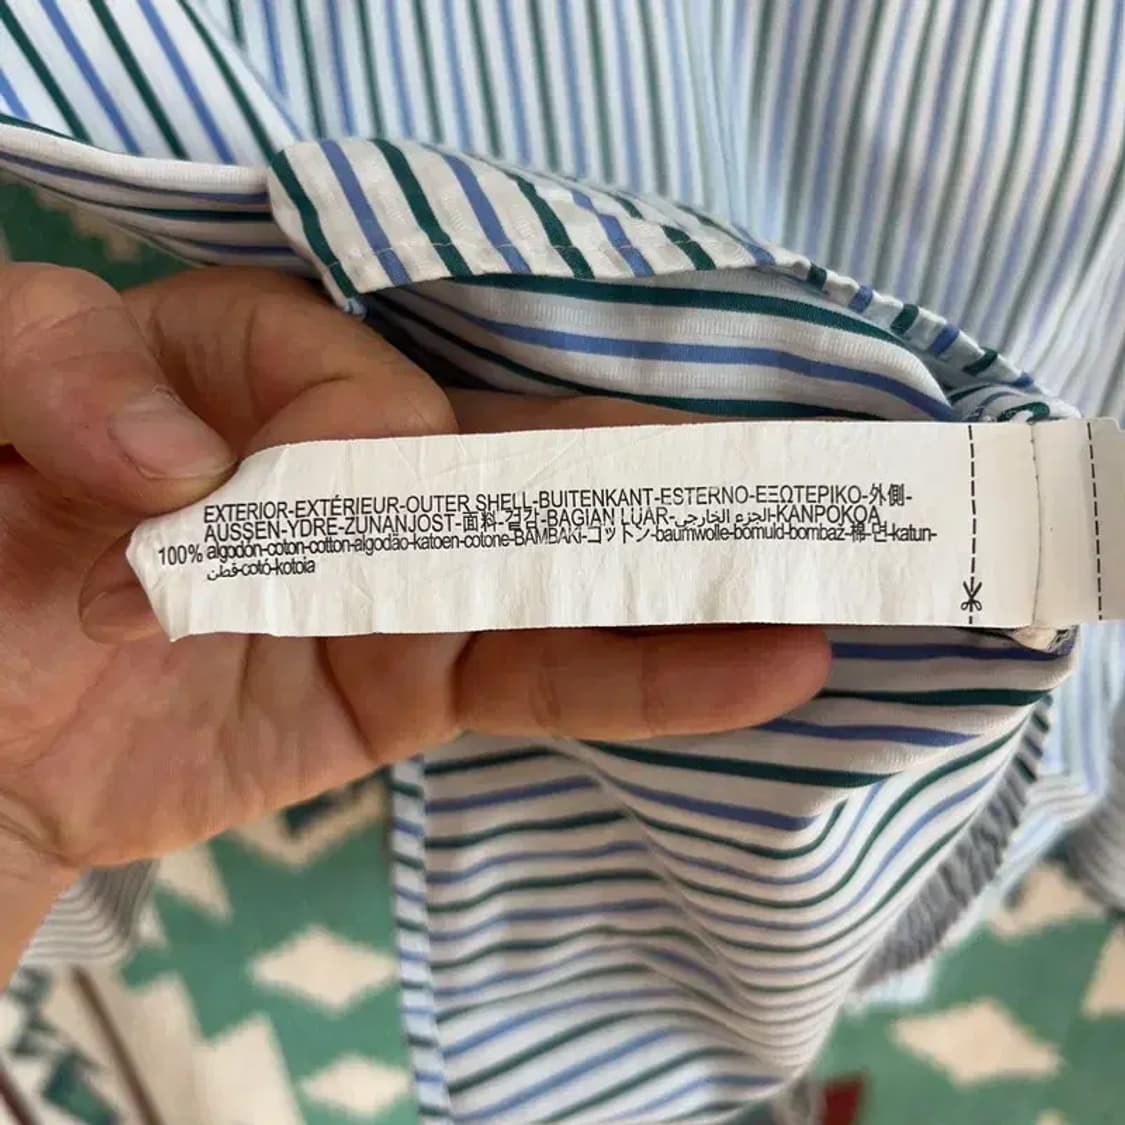 EXTERIOR-EXTÉRIEUR-OUTER SHELL-BUITENKANT-ESTERNO-ΕΞΩΤΕΡΙΚΟ-外側-
AUSSEN-YDRE-ZUNANJOST-面料-겉감-BAGIAN LUAR-الجزء الخارجي-KANPOKOA
100% algodón-coton-cotton-algodão-katoen-cotone-ΒΑΜΒΑΚΙ-コットン-baumwolle-bomuld-bombaz-棉-면-katun-
قطن-cotó-kotoia